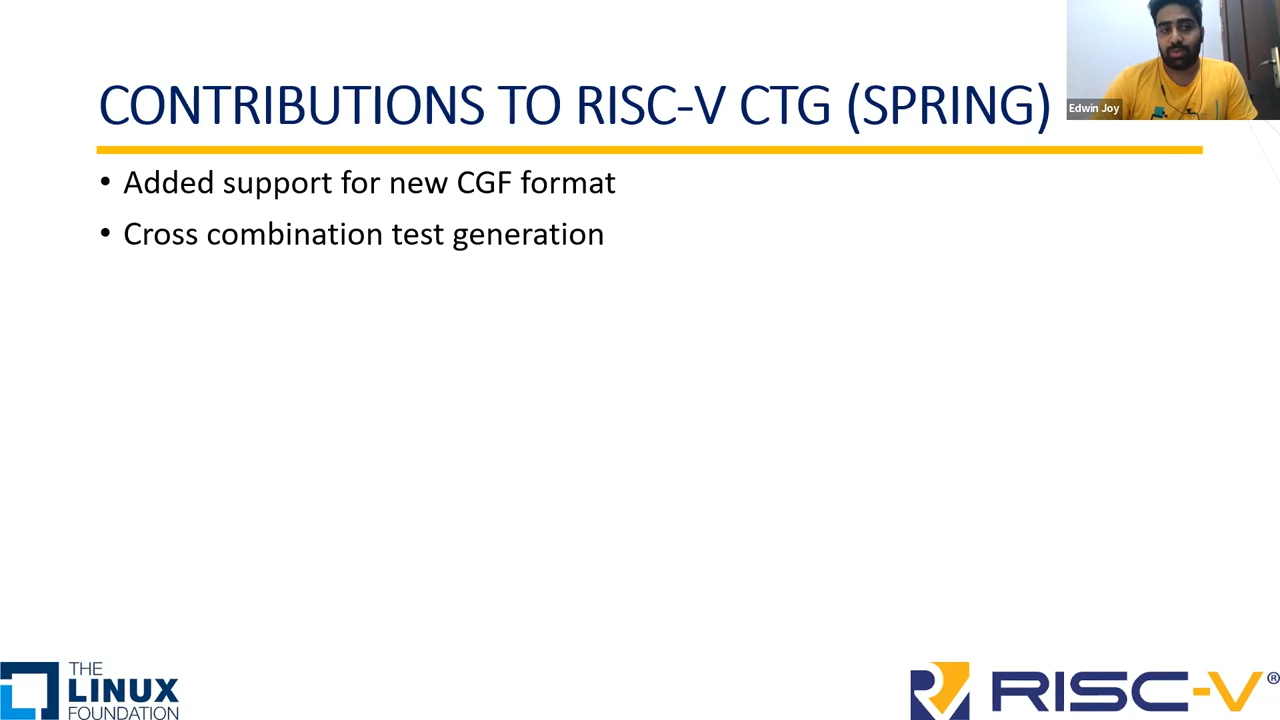 CONTRIBUTIONS TO RISC-V CTG (SPRING)
Edwin Joy
• Added support for new CGF format
• Cross combination test generation
THE
LINUX
FOUNDATION
RISC-V®